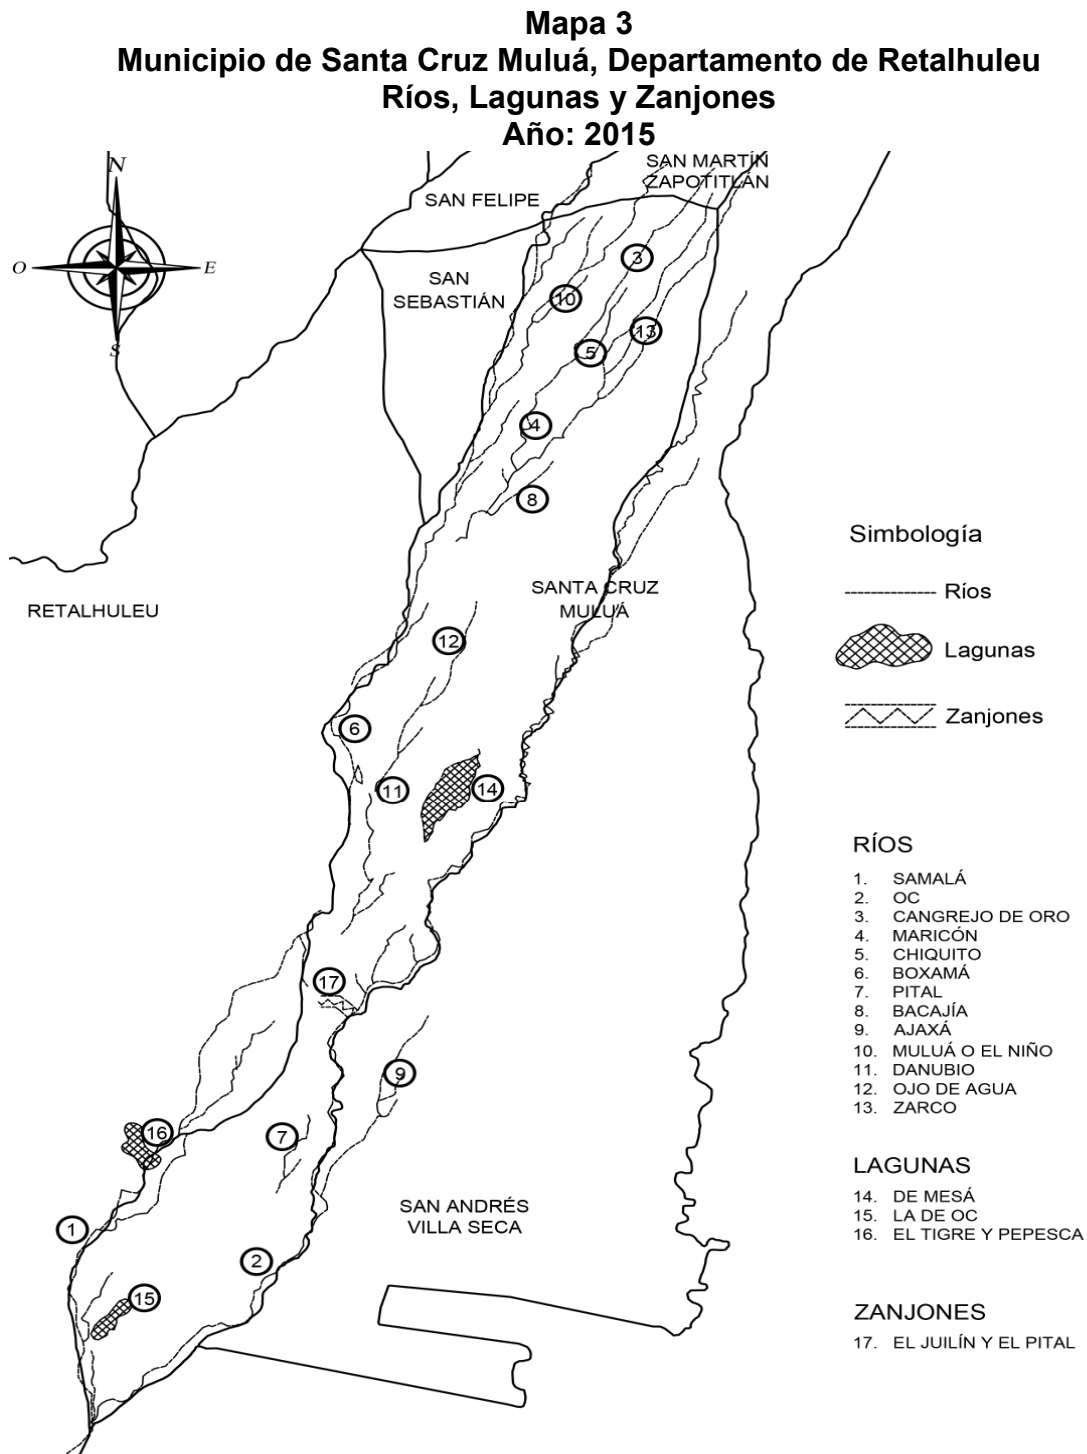 Mapa 3
Municipio de Santa Cruz Muluá, Departamento de Retalhuleu
Ríos, Lagunas y Zanjones
Año: 2015
N
SAN MARTÍN
ZAPOTITLÁN
SAN FELIPE
O
E
3
SAN
SEBASTIÁN
10
13
S
5
4
8
Simbología
SANTA CRUZ
MULUÁ
Ríos
RETALHULEU
12
Lagunas
6
Zanjones
11
14
RÍOS
1. SAMALÁ
2. OC
3. CANGREJO DE ORO
4. MARICÓN
5. CHIQUITO
6. BOXAMÁ
7. PITAL
8. BACAJÍA
9. AJAXÁ
10. MULUÁ O EL NIÑO
11. DANUBIO
12. OJO DE AGUA
13. ZARCO
17
9
16
7
LAGUNAS
14. DE MESÁ
15. LA DE OC
16. EL TIGRE Y PEPESCA
SAN ANDRÉS
VILLA SECA
1
2
15
ZANJONES
17. EL JUILÍN Y EL PITAL